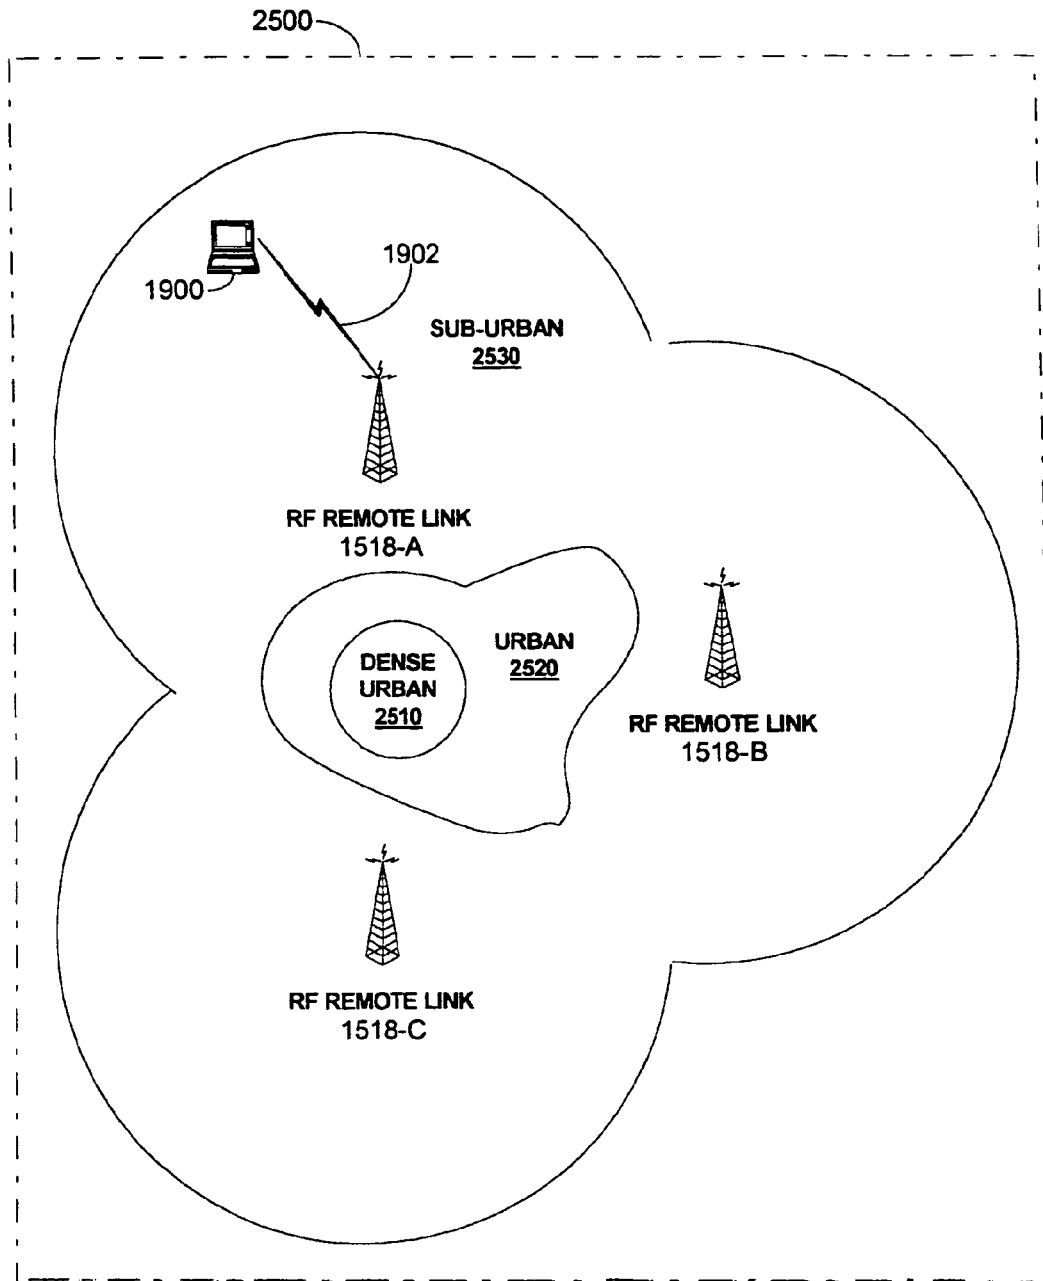 2500
1902
1900
SUB-URBAN
2530
RF REMOTE LINK
1518-A
URBAN
2520
DENSE
URBAN
2510
RF REMOTE LINK
1518-B
RF REMOTE LINK
1518-C